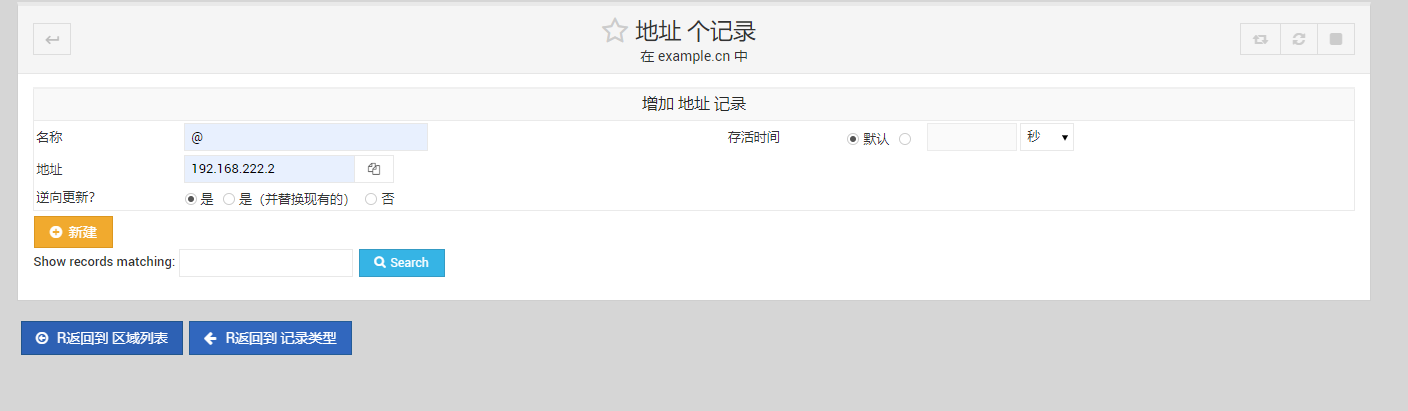 地址 个记录
在 example.cn 中
增加 地址 记录
名称 @ 存活时间 默认 秒
地址 192.168.222.2
逆向更新？ 是 是（并替换现有的） 否
新建
Show records matching: Search
R返回到 区域列表 R返回到 记录类型